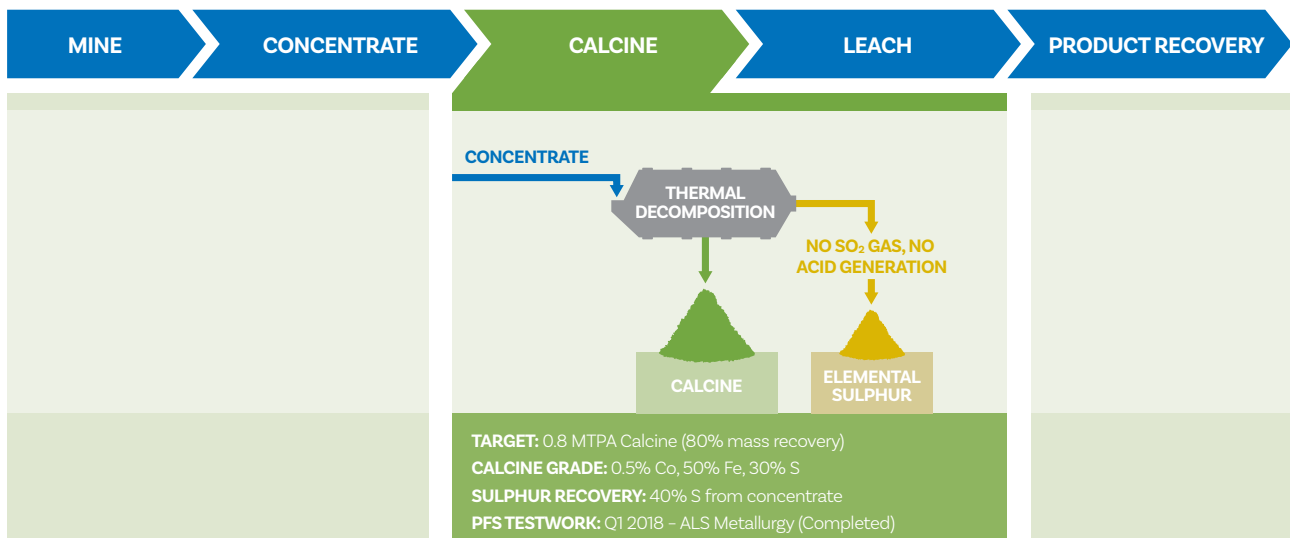 MINE
CONCENTRATE
CALCINE
LEACH
PRODUCT RECOVERY
CONCENTRATE
THERMAL
DECOMPOSITION
NO SO₂ GAS, NO
ACID GENERATION
CALCINE
ELEMENTAL
SULPHUR
TARGET: 0.8 MTPA Calcine (80% mass recovery)
CALCINE GRADE: 0.5% Co, 50% Fe, 30% S
SULPHUR RECOVERY: 40% S from concentrate
PFS TESTWORK: Q1 2018 – ALS Metallurgy (Completed)